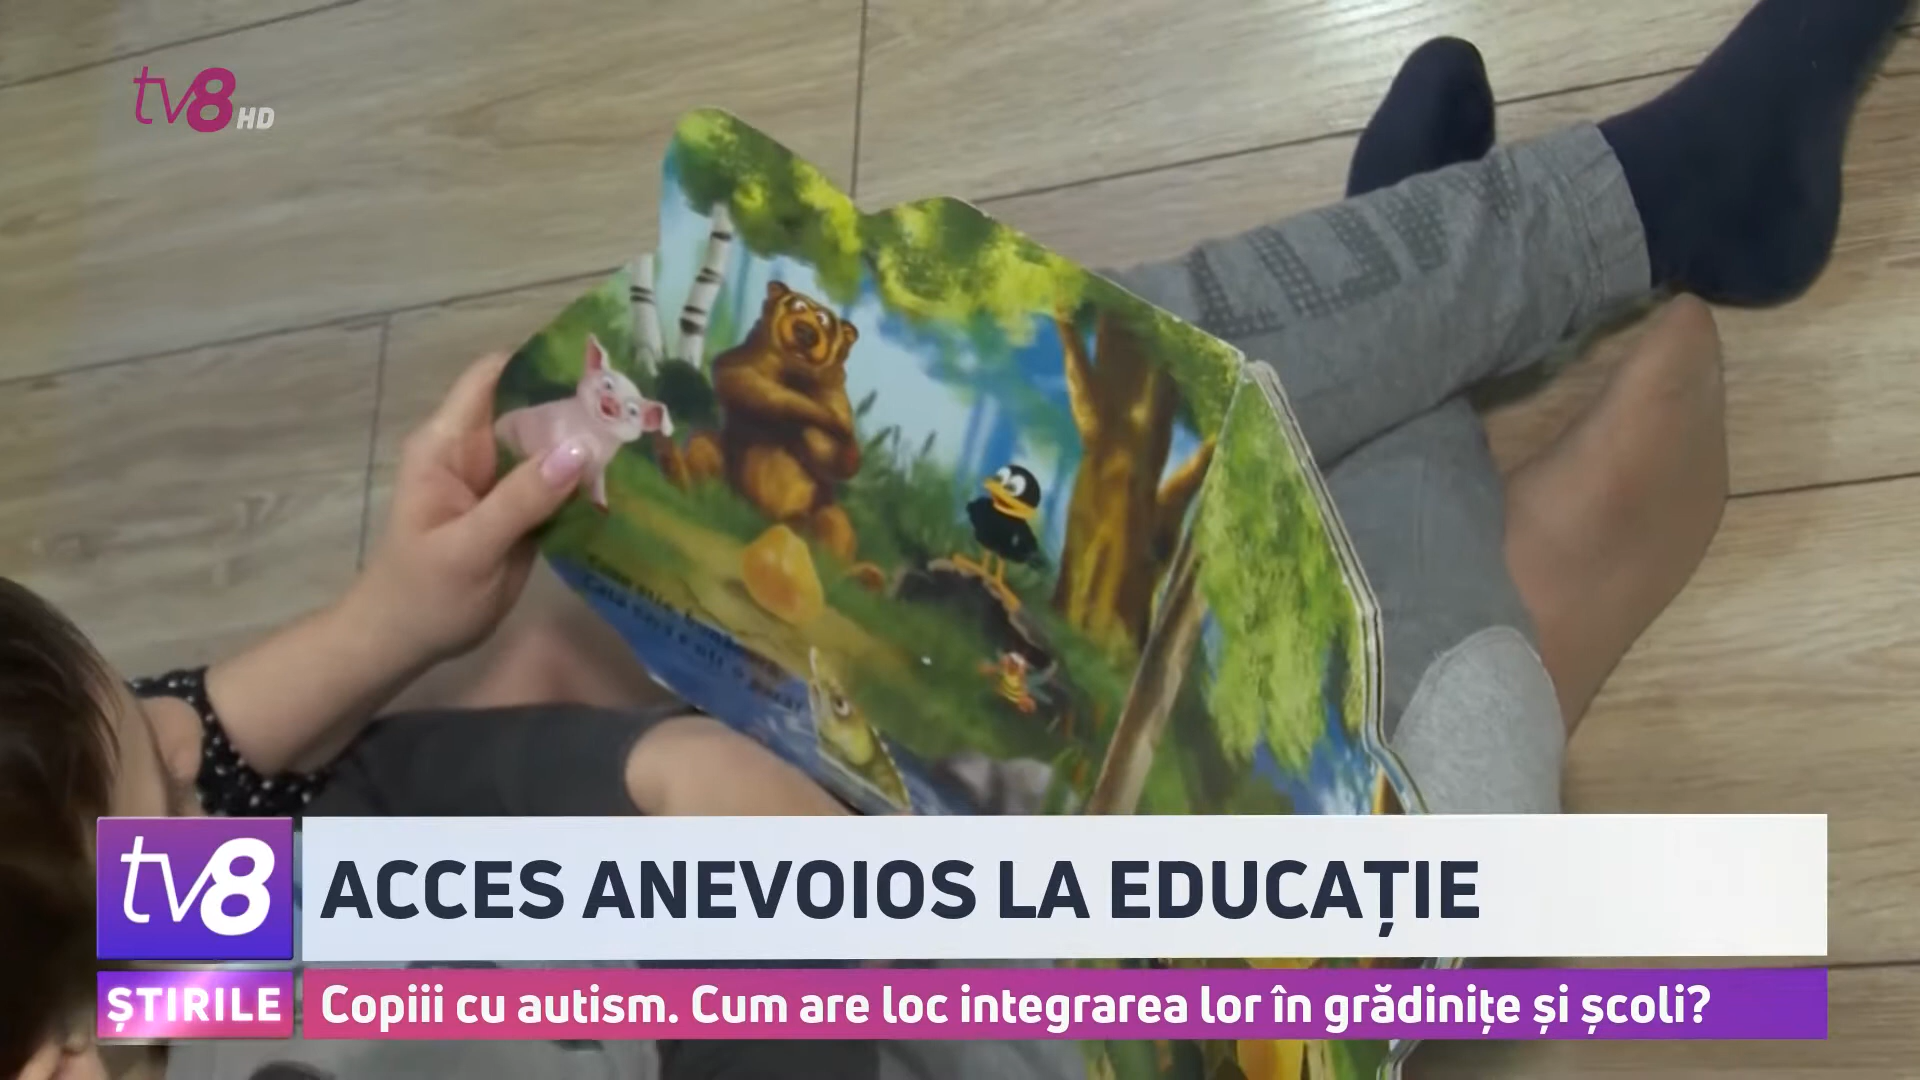 tv8 HD
tv8
ACCES ANEVOIOS LA EDUCAȚIE
ȘTIRILE
Copiii cu autism. Cum are loc integrarea lor în grădinițe și școli?